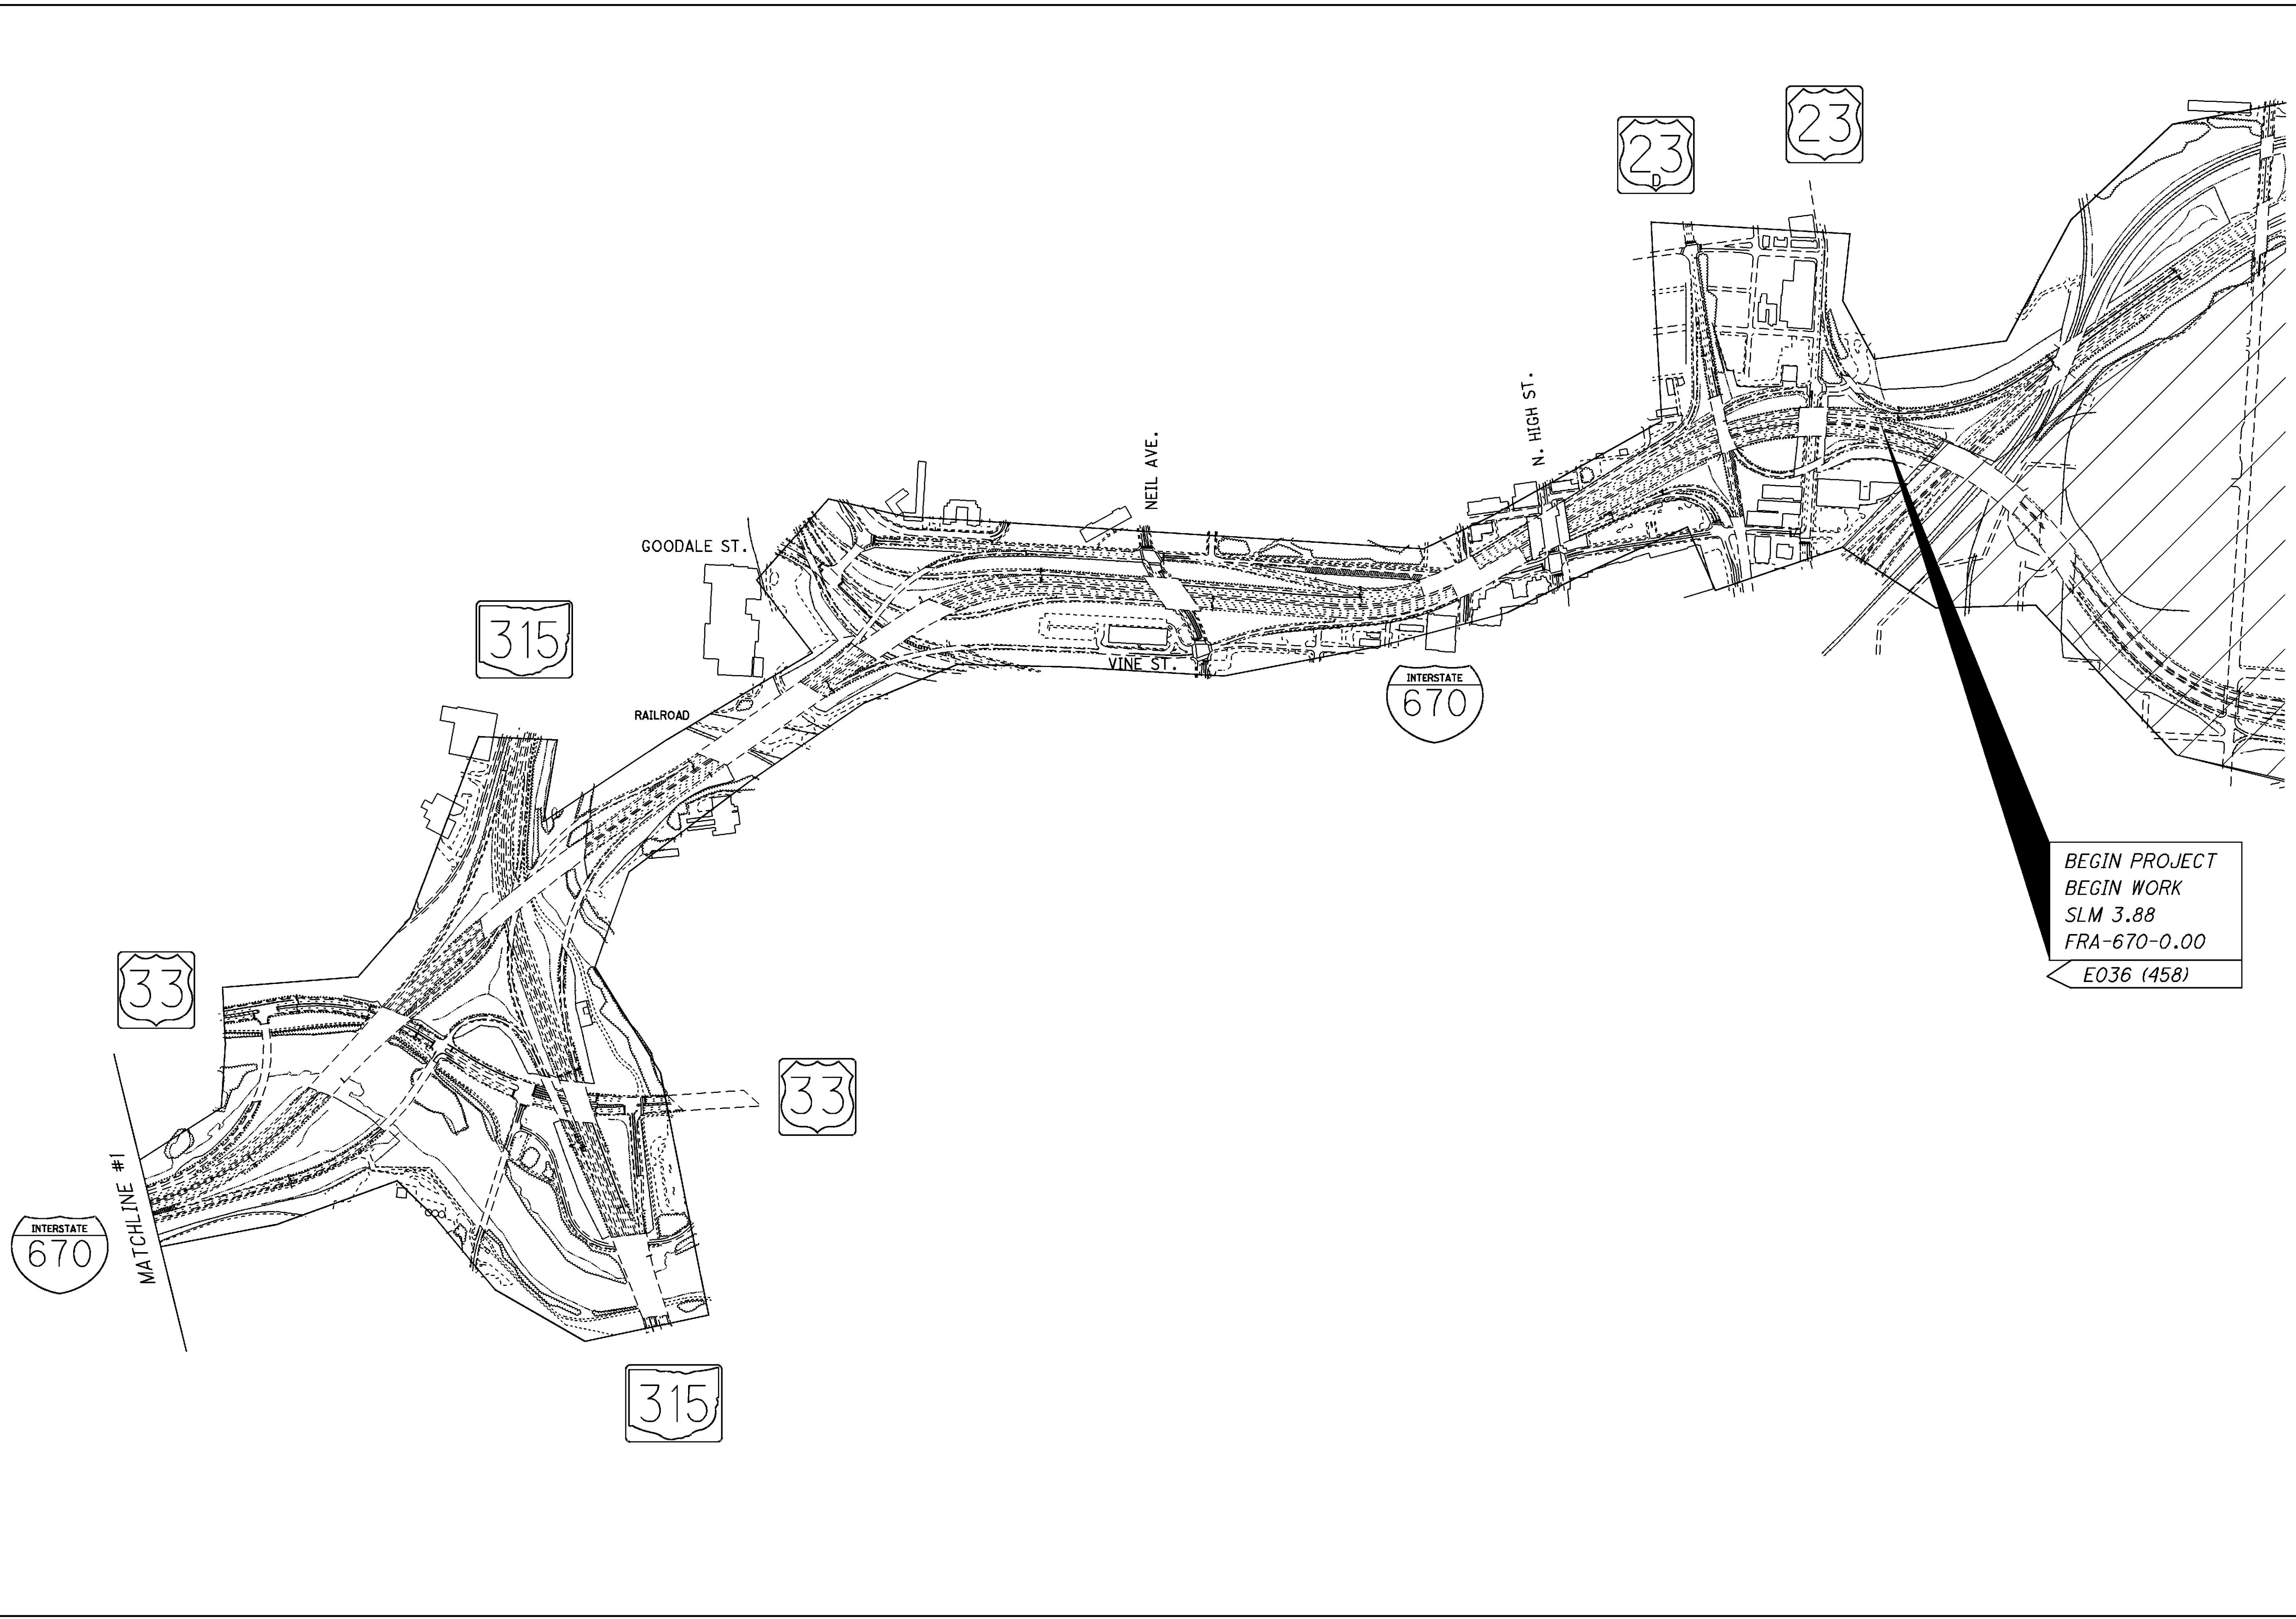 23
23
D
N. HIGH ST.
NEIL AVE.
GOODALE ST.
315
VINE ST.
INTERSTATE
670
RAILROAD
BEGIN PROJECT
BEGIN WORK
SLM 3.88
FRA-670-0.00
E036 (458)
33
33
MATCHLINE #1
INTERSTATE
670
315